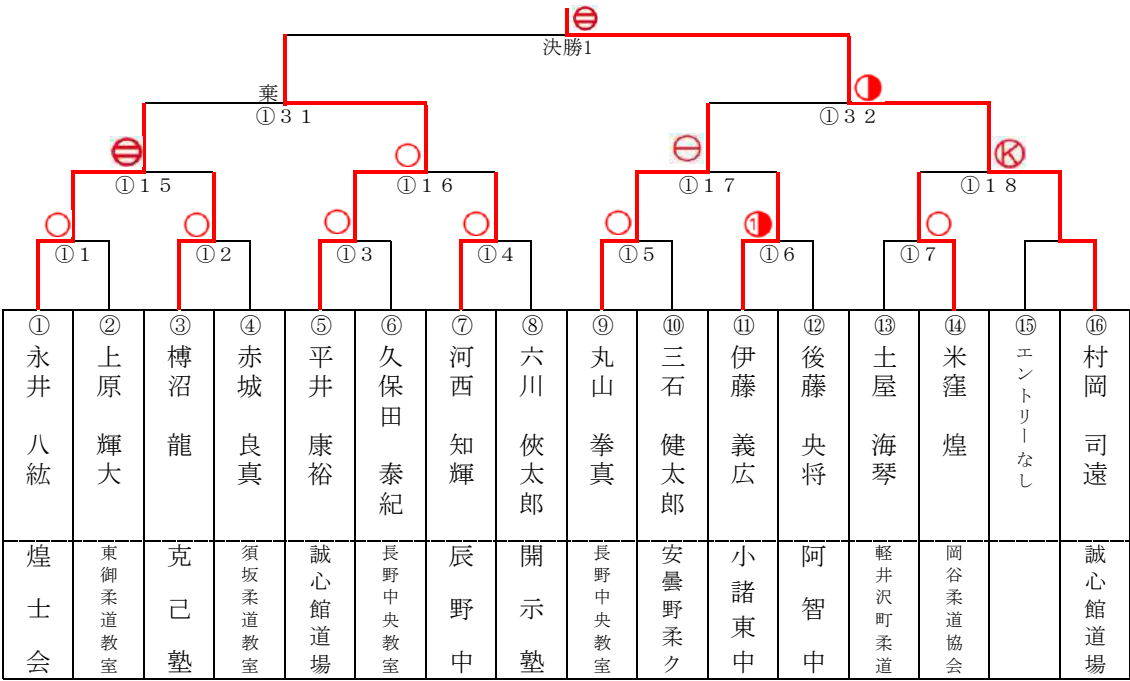 決勝1
棄
①31
①32
①15
①16
①17
Ⓚ
①18
①1
①2
①3
①4
①5
1
①6
①7
① 永井 八紘 煌士会
② 上原 輝大 東御柔道教室
③ 榑沼 龍 克己塾
④ 赤城 良真 須坂柔道教室
⑤ 平井 康裕 誠心館道場
⑥ 久保田 泰紀 長野中央教室
⑦ 河西 知輝 辰野中
⑧ 六川 俠太郎 開示塾
⑨ 丸山 拳真 長野中央教室
⑩ 三石 健太郎 安曇野柔ク
⑪ 伊藤 義広 小諸東中
⑫ 後藤 央将 阿智中
⑬ 土屋 海琴 軽井沢町柔道
⑭ 米窪 煌 岡谷柔道協会
⑮ エントリーなし
⑯ 村岡 司遠 誠心館道場